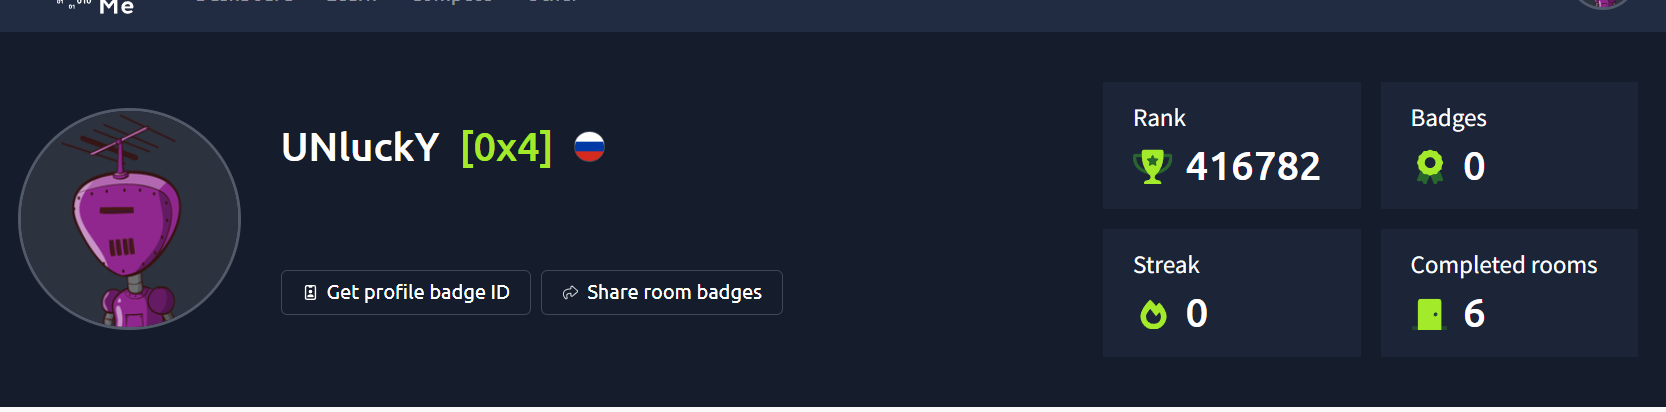 Me
UNluckY [0x4]
Get profile badge ID
Share room badges
Rank
416782
Badges
0
Streak
0
Completed rooms
6